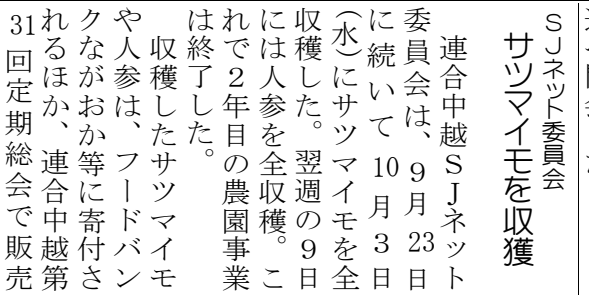 SJネット委員会
サツマイモを収獲
連合中越SJネット
委員会は、9月23日
に続いて10月3日
(水)にサツマイモを全
収穫した。翌週の9日
には人参を全収穫。こ
れで2年目の農園事業
は終了した。
収穫したサツマイモ
や人参は、フードバン
クながおか等に寄付さ
れるほか、連合中越第
31回定期総会で販売